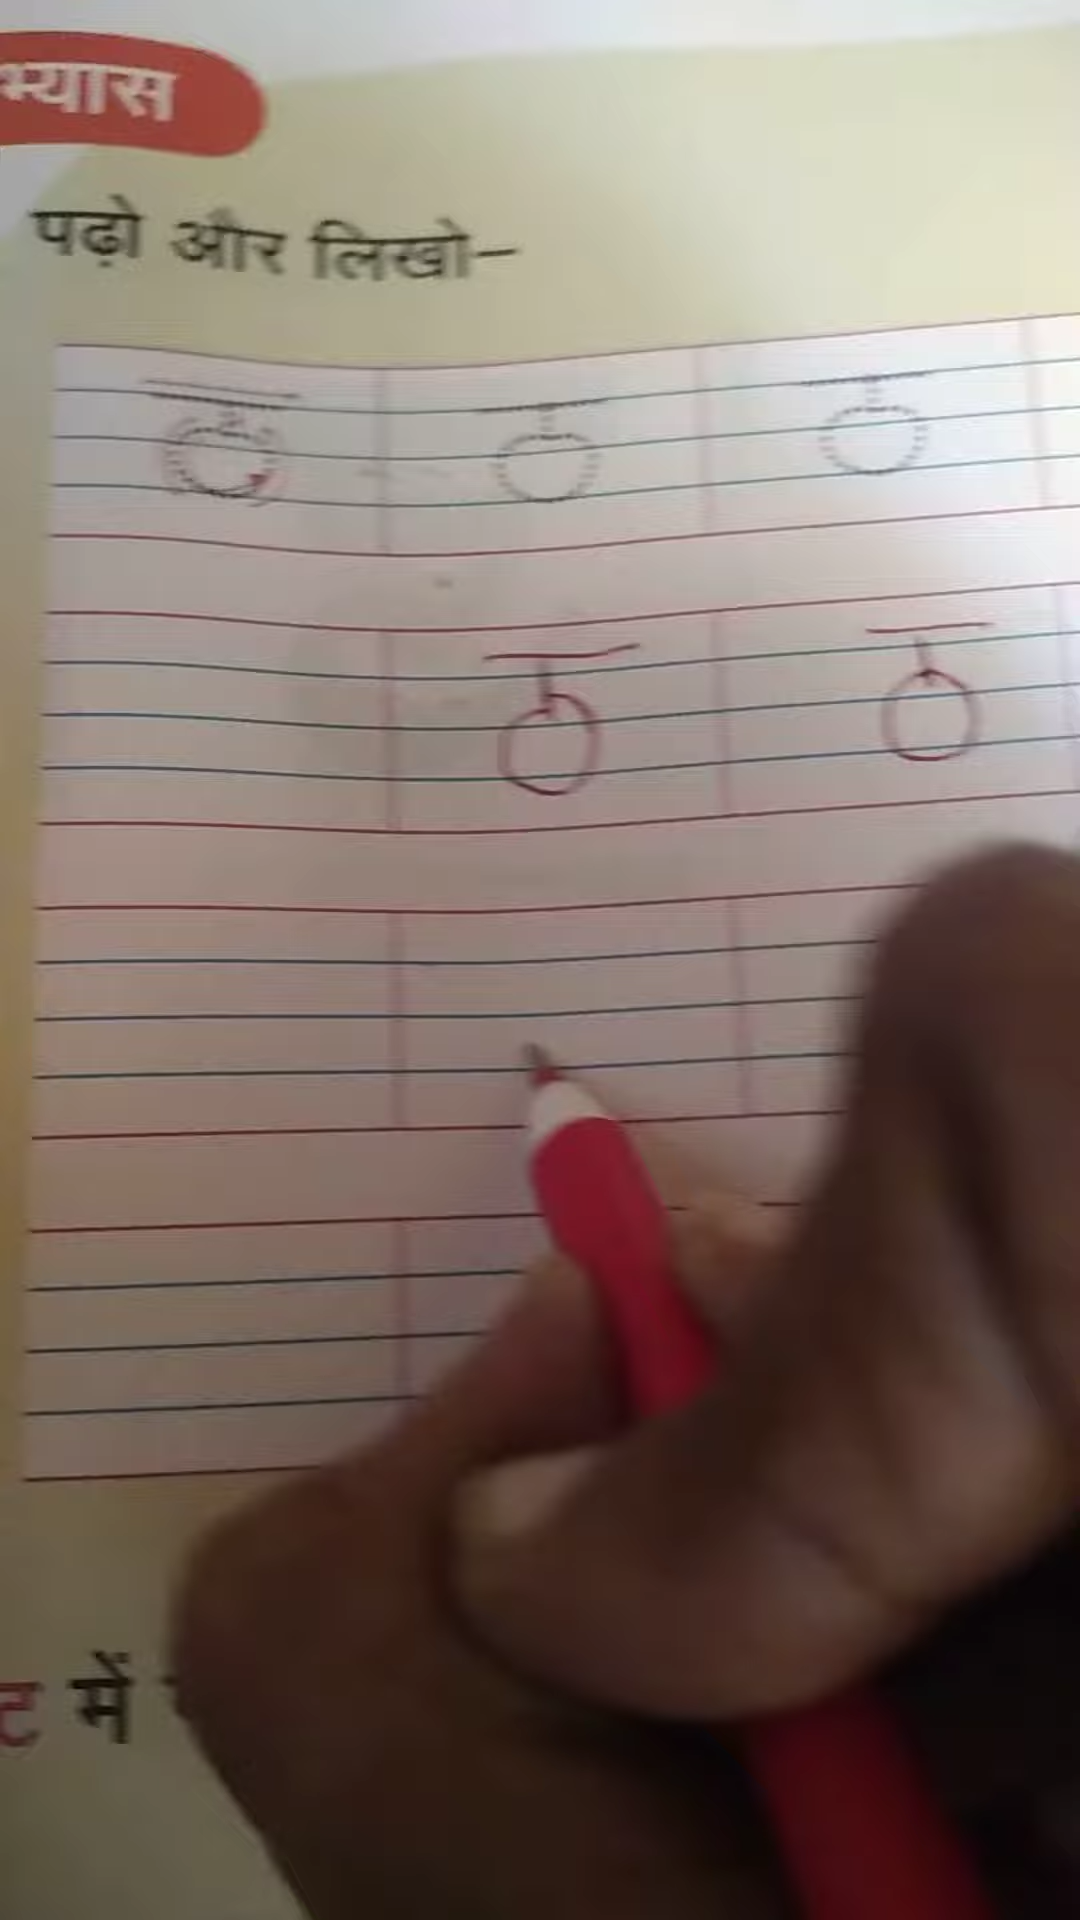 भ्यास
पढ़ो और लिखो–
ठ ठ ठ
ठ ठ
ट में